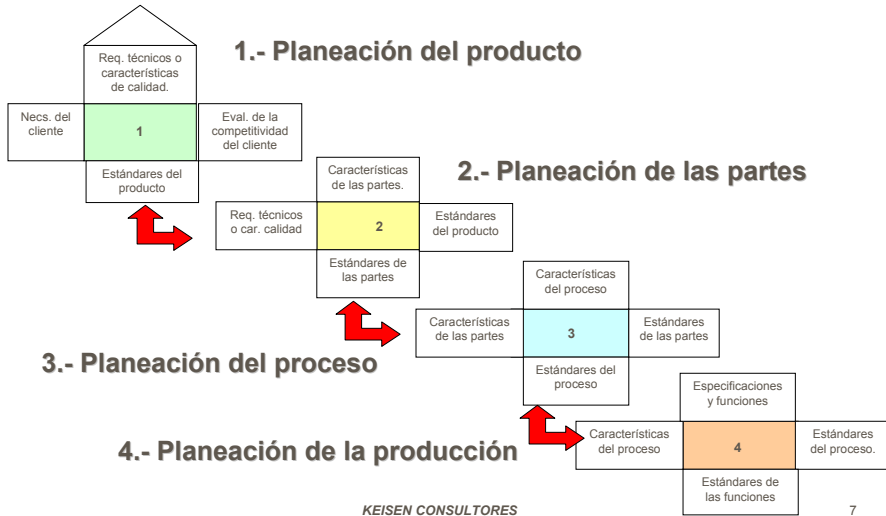 1.- Planeación del producto
Req. técnicos o
características
de calidad.
Necs. del
cliente
1
Eval. de la
competitividad
del cliente
Estándares del
producto
2.- Planeación de las partes
Características
de las partes.
Req. técnicos
o car. calidad
2
Estándares
del producto
Estándares de
las partes
3.- Planeación del proceso
Características
del proceso
Características
de las partes
3
Estándares
de las partes
Estándares del
proceso
4.- Planeación de la producción
Especificaciones
y funciones
Características
del proceso
4
Estándares
del proceso.
Estándares de
las funciones
KEISEN CONSULTORES
7